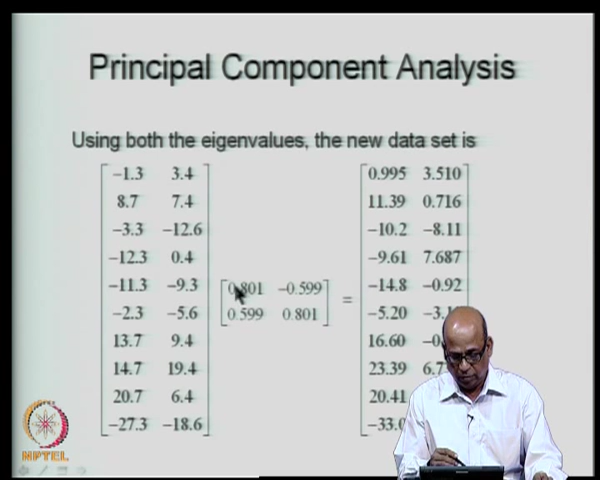 Principal Component Analysis
Using both the eigenvalues, the new data set is
−1.3 3.4 0.995 3.510
8.7 7.4 11.39 0.716
−3.3 −12.6 −10.2 −8.11
−12.3 0.4 −9.61 7.687
−11.3 −9.3 0.801 −0.599 = −14.8 −0.92
−2.3 −5.6 0.599 0.801 −5.20
13.7 9.4 16.60
14.7 19.4 23.39
20.7 6.4 20.41
−27.3 −18.6
NPTEL